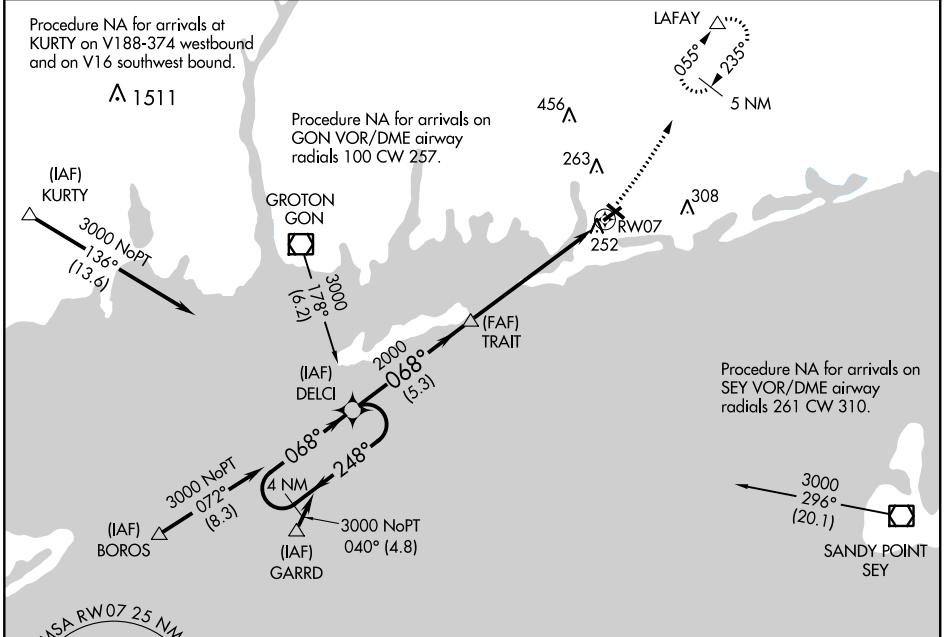 Procedure NA for arrivals at
KURTY on V188-374 westbound
and on V16 southwest bound.
1511
LAFAY
055°
235°
5 NM
456
Procedure NA for arrivals on
GON VOR/DME airway
radials 100 CW 257.
263
308
(IAF)
KURTY
3000 NoPT
136°
(13.6)
GROTON
GON
RW07
252
3000
178°
(6.2)
(FAF)
TRAIT
(IAF)
DELCI
2000
068°
(5.3)
Procedure NA for arrivals on
SEY VOR/DME airway
radials 261 CW 310.
068°
248°
4 NM
3000 NoPT
072°
(8.3)
(IAF)
BOROS
3000 NoPT
040° (4.8)
(IAF)
GARRD
3000
296°
(20.1)
SANDY POINT
SEY
MSA RW07 25 NM